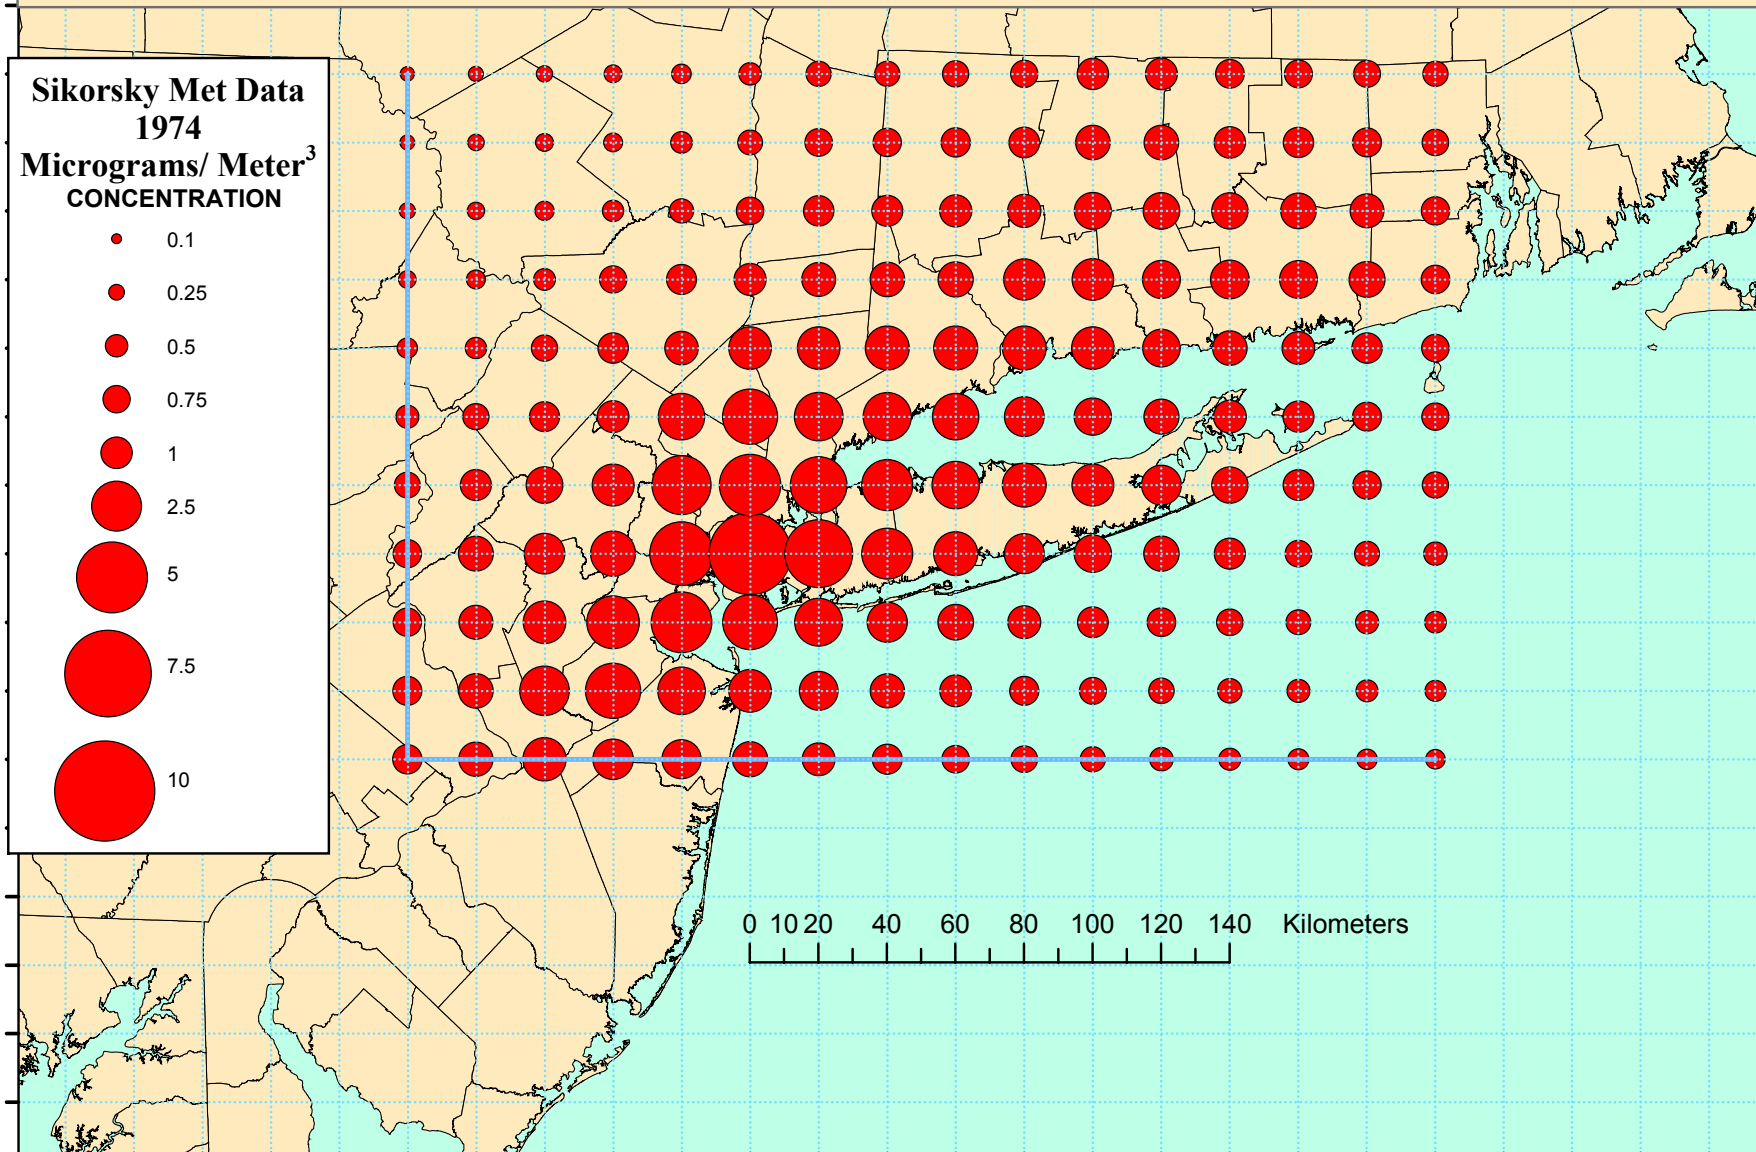 Sikorsky Met Data
1974
Micrograms/ Meter³
CONCENTRATION
0.1
0.25
0.5
0.75
1
2.5
5
7.5
10
0 10 20 40 60 80 100 120 140 Kilometers